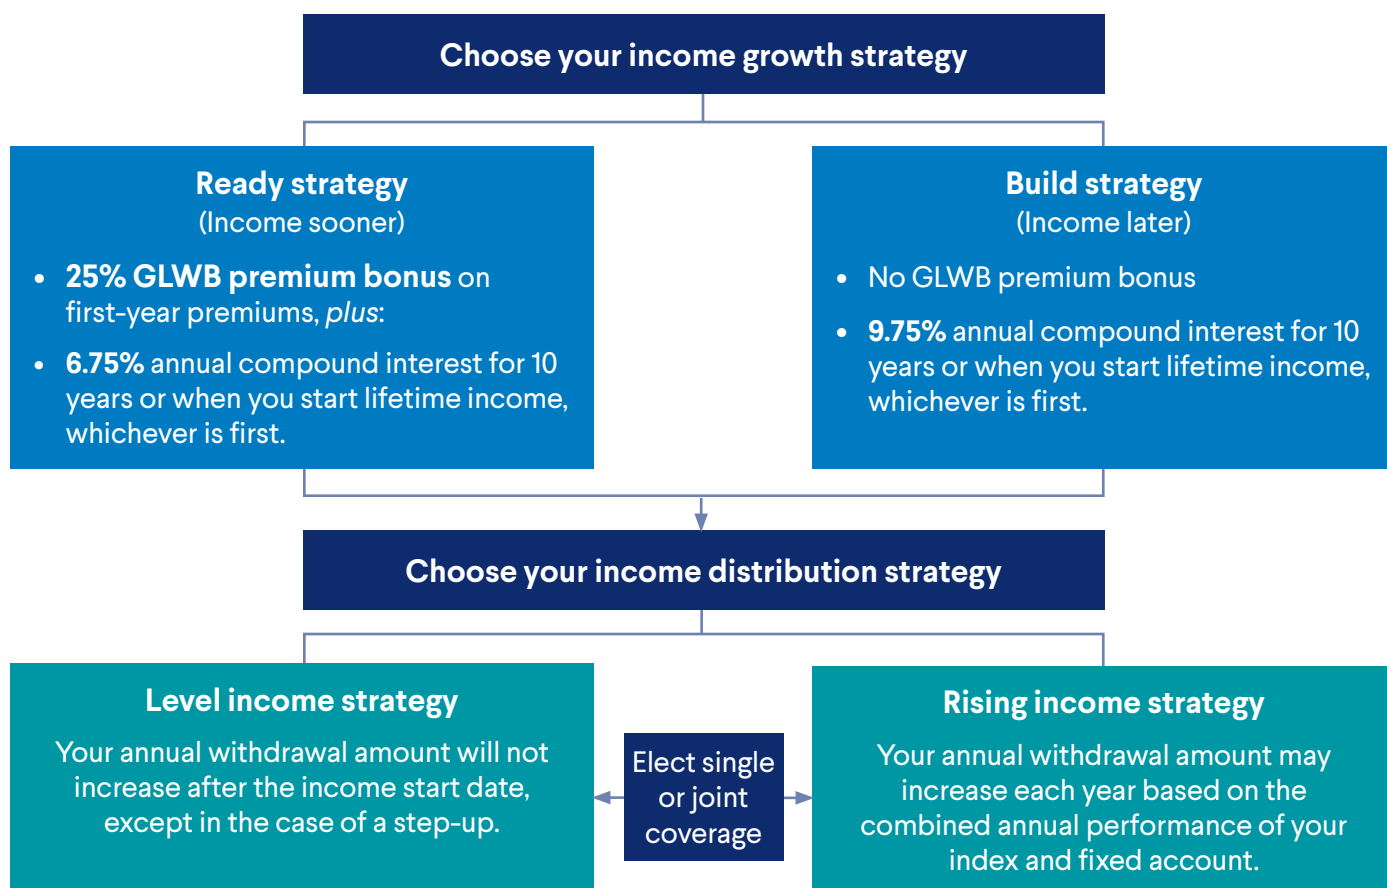 Choose your income growth strategy
Ready strategy
(Income sooner)
• 25% GLWB premium bonus on
first-year premiums, plus:
• 6.75% annual compound interest for 10
years or when you start lifetime income,
whichever is first.
Build strategy
(Income later)
• No GLWB premium bonus
• 9.75% annual compound interest for 10
years or when you start lifetime income,
whichever is first.
Choose your income distribution strategy
Level income strategy
Your annual withdrawal amount will not
increase after the income start date,
except in the case of a step-up.
Elect single
or joint
coverage
Rising income strategy
Your annual withdrawal amount may
increase each year based on the
combined annual performance of your
index and fixed account.